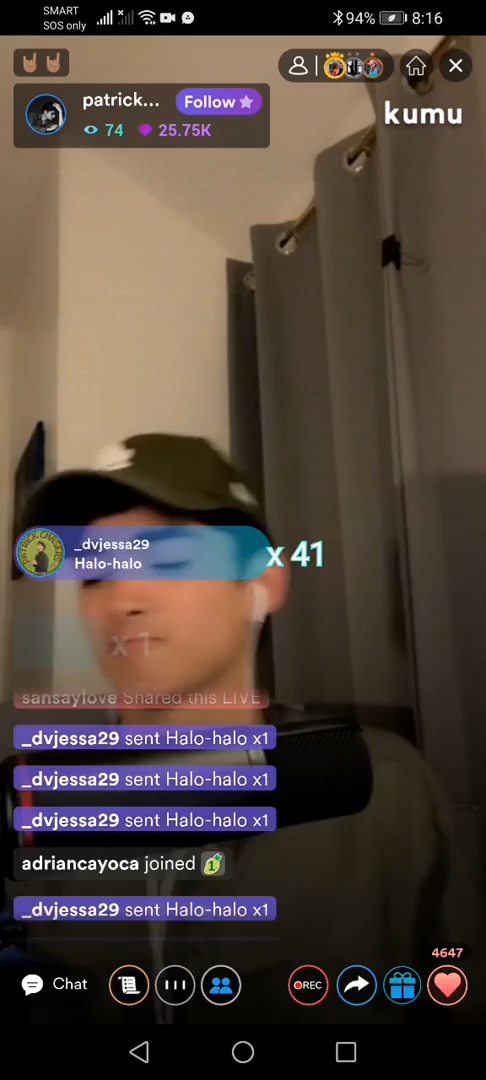 SMART
SOS only
94%
8:16
patrick...
Follow
74
25.75K
kumu
_dvjessa29
Halo-halo
x 41
x 1
sansaylove Shared this LIVE
_dvjessa29 sent Halo-halo x1
_dvjessa29 sent Halo-halo x1
_dvjessa29 sent Halo-halo x1
adriancayoca joined 1
_dvjessa29 sent Halo-halo x1
4647
Chat
REC